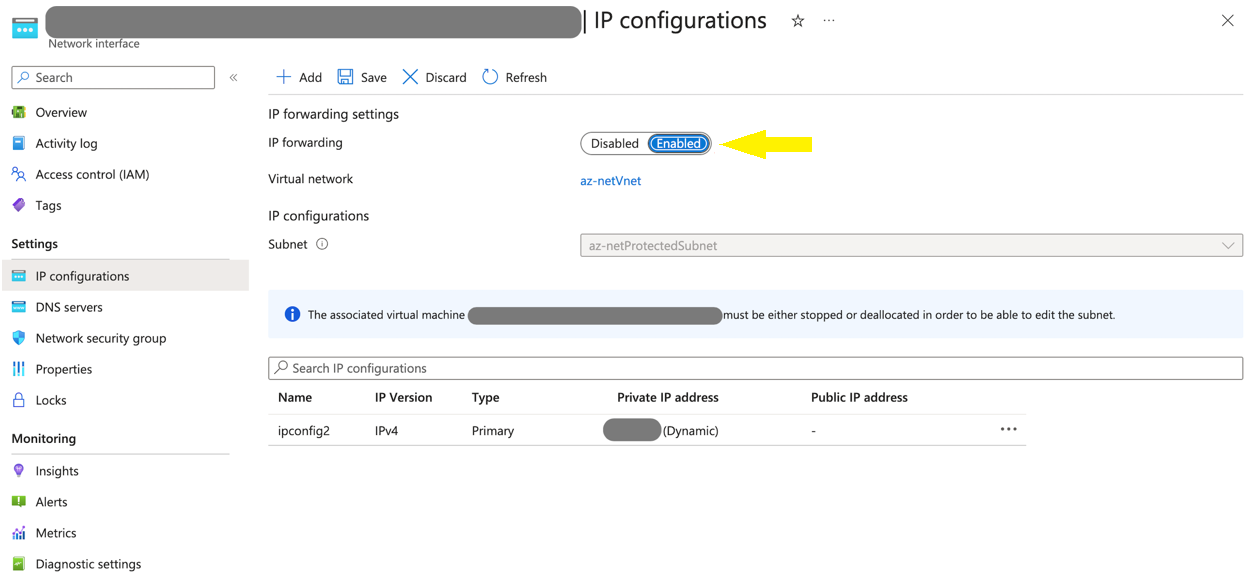 | IP configurations
Network interface
Search
Overview
Activity log
Access control (IAM)
Tags
Settings
IP configurations
DNS servers
Network security group
Properties
Locks
Monitoring
Insights
Alerts
Metrics
Diagnostic settings
Add Save Discard Refresh
IP forwarding settings
IP forwarding Disabled Enabled
Virtual network az-netVnet
IP configurations
Subnet az-netProtectedSubnet
The associated virtual machine must be either stopped or deallocated in order to be able to edit the subnet.
Search IP configurations
Name IP Version Type Private IP address Public IP address
ipconfig2 IPv4 Primary (Dynamic) -